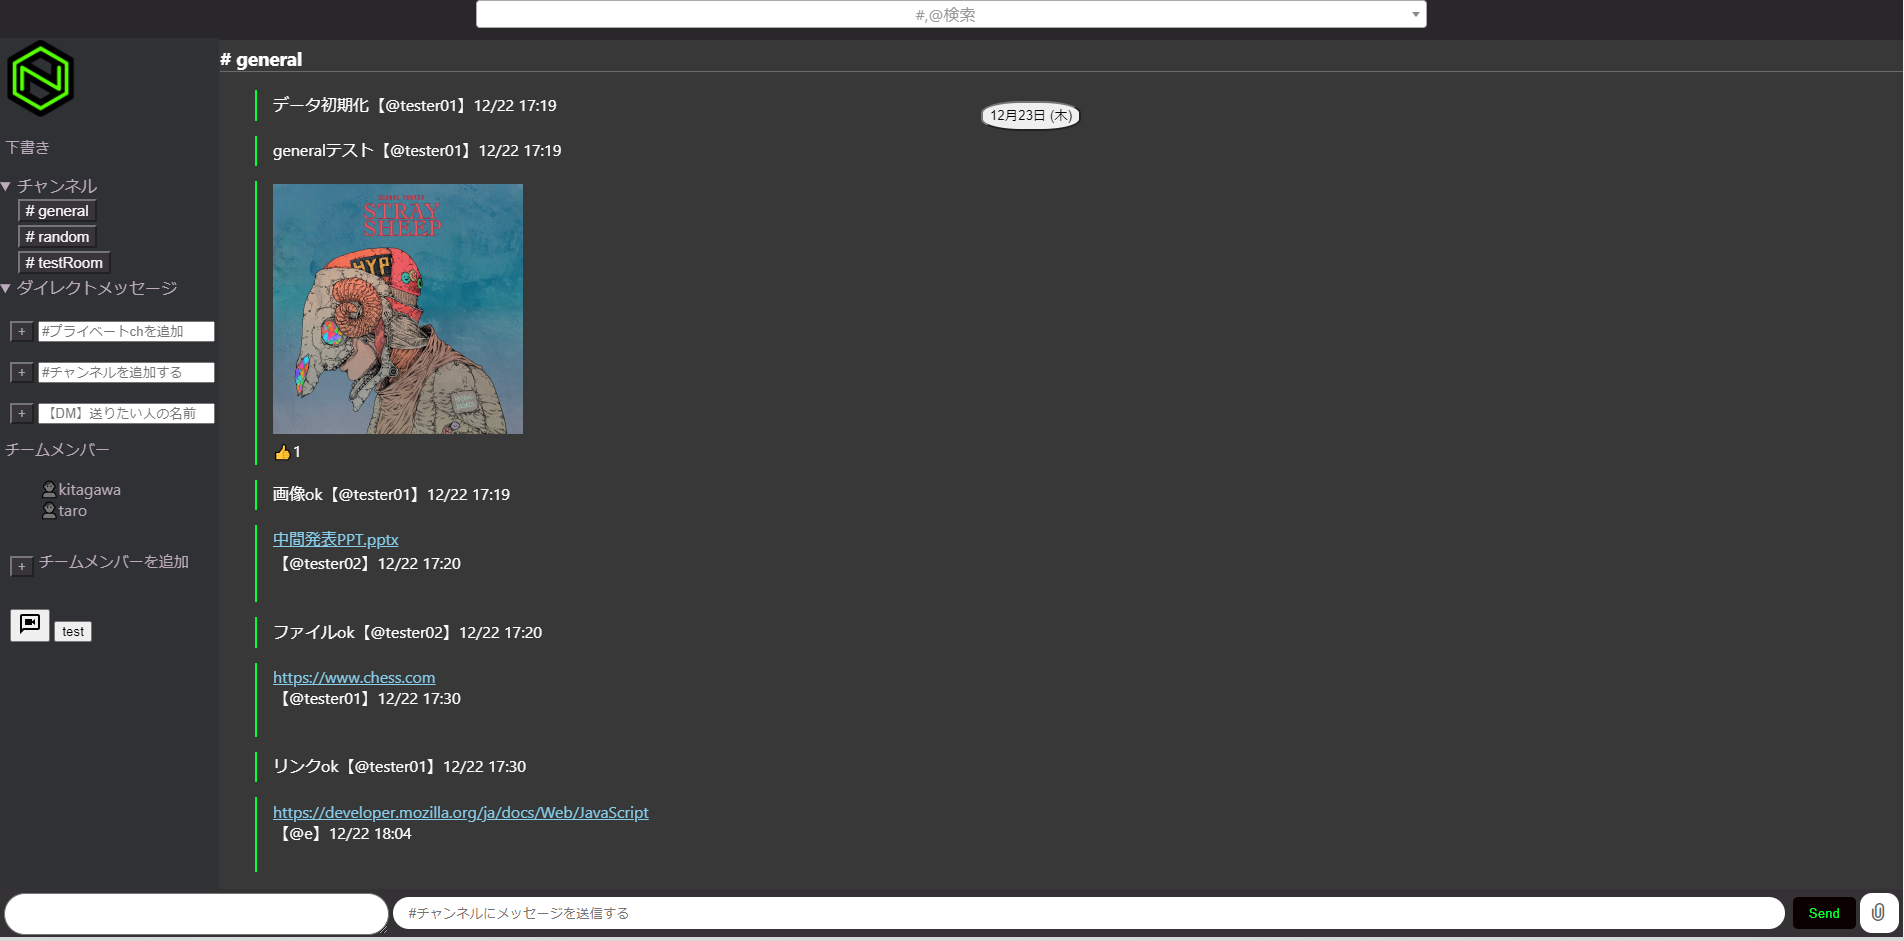 #,@検索
下書き
▼ チャンネル
# general
# random
# testRoom
▼ ダイレクトメッセージ
+ #プライベートchを追加
+ #チャンネルを追加する
+ 【DM】送りたい人の名前
チームメンバー
kitagawa
taro
+ チームメンバーを追加
test
# general
12月23日 (木)
データ初期化【@tester01】12/22 17:19
generalテスト【@tester01】12/22 17:19
STRAY
SHEEP
HYP
👍1
画像ok【@tester01】12/22 17:19
中間発表PPT.pptx
【@tester02】12/22 17:20
ファイルok【@tester02】12/22 17:20
https://www.chess.com
【@tester01】12/22 17:30
リンクok【@tester01】12/22 17:30
https://developer.mozilla.org/ja/docs/Web/JavaScript
【@e】12/22 18:04
#チャンネルにメッセージを送信する
Send